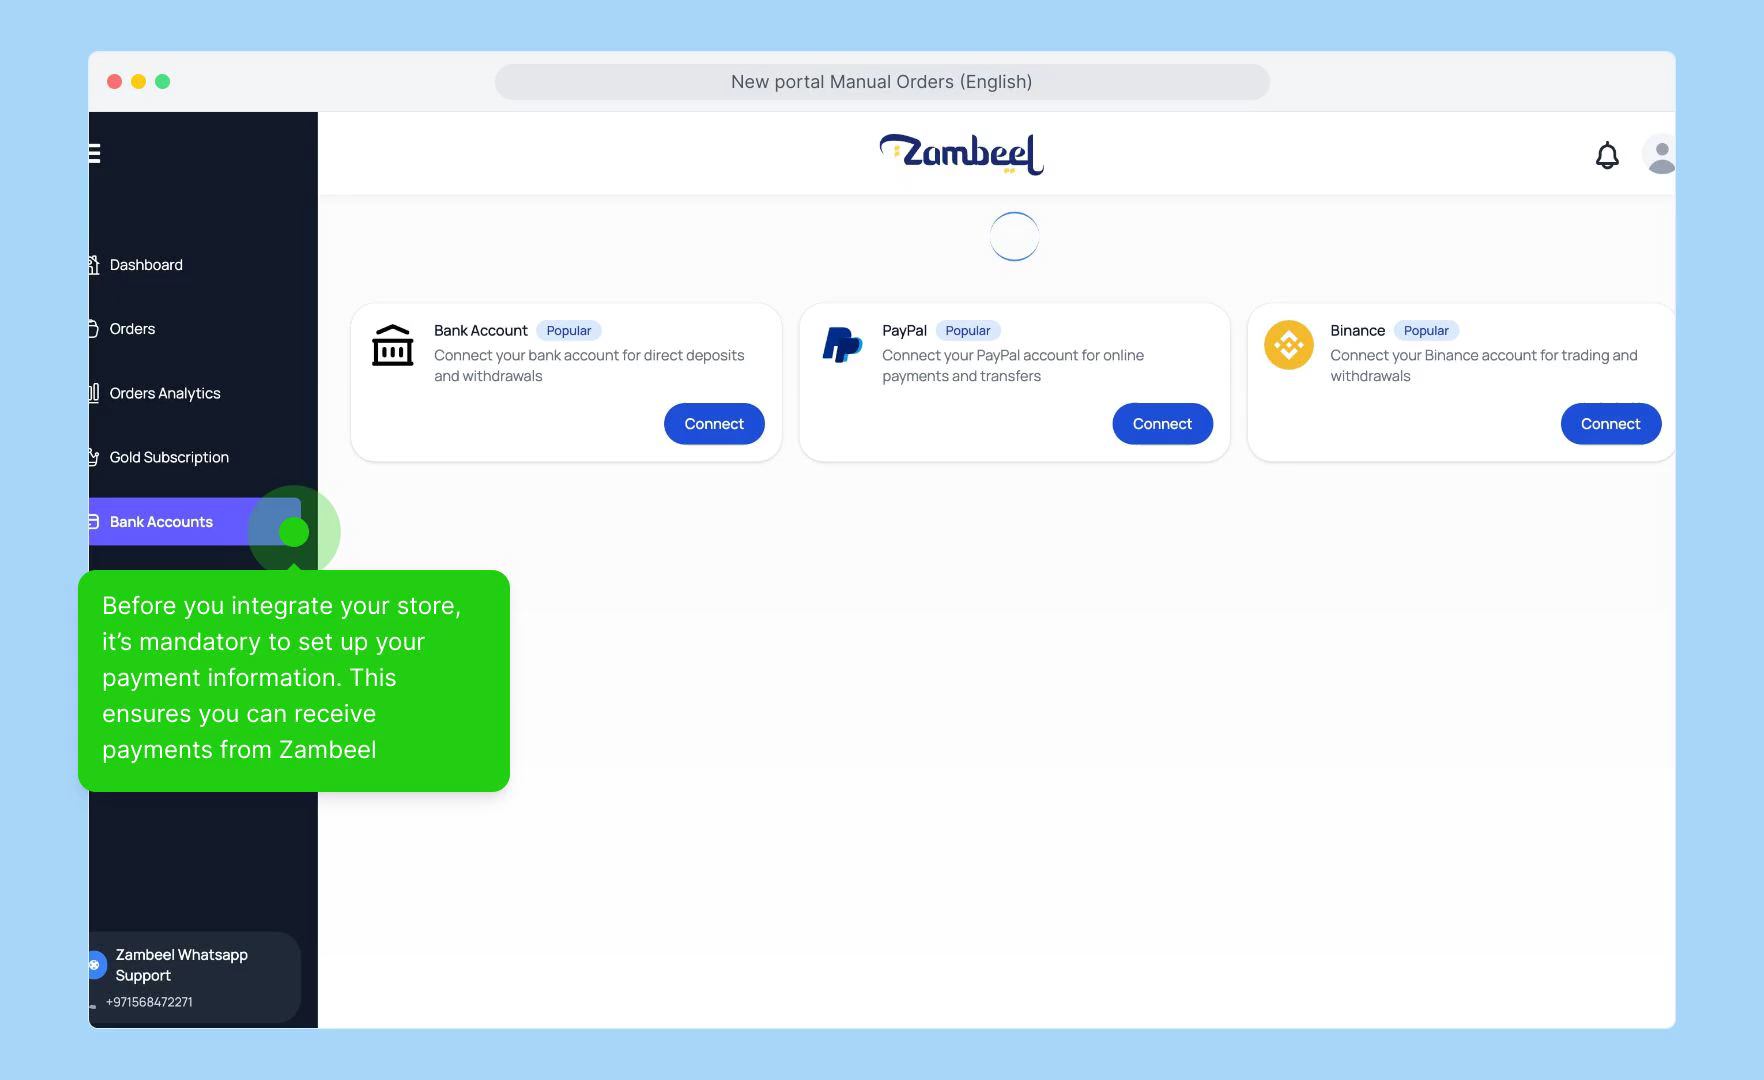 New portal Manual Orders (English)
Zambeel
Dashboard
Orders
Orders Analytics
Gold Subscription
Bank Accounts
Bank Account Popular
Connect your bank account for direct deposits
and withdrawals
Connect
PayPal Popular
Connect your PayPal account for online
payments and transfers
Connect
Binance Popular
Connect your Binance account for trading and
withdrawals
Connect
Before you integrate your store,
it's mandatory to set up your
payment information. This
ensures you can receive
payments from Zambeel
Zambeel Whatsapp
Support
+971568472271